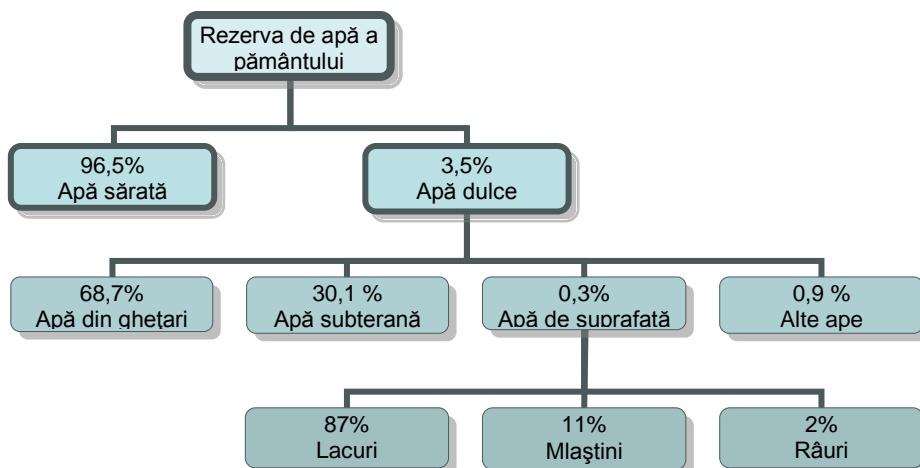 Rezerva de apă a
pământului
96,5%
Apă sărată
3,5%
Apă dulce
68,7%
Apă din gheţari
30,1 %
Apă subterană
0,3%
Apă de suprafată
0,9 %
Alte ape
87%
Lacuri
11%
Mlaştini
2%
Râuri